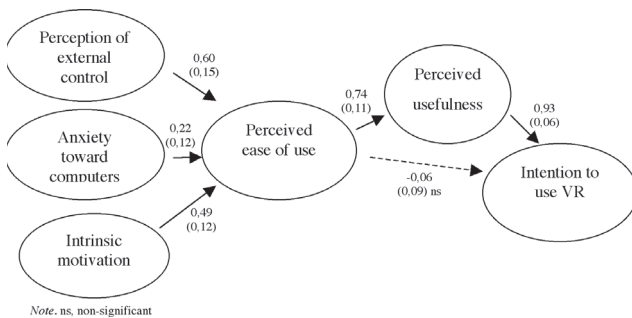 Perception of
external
control
0,60
(0,15)
Anxiety
toward
computers
0,22
(0,12)
Intrinsic
motivation
0,49
(0,12)
Perceived
ease of use
0,74
(0,11)
Perceived
usefulness
0,93
(0,06)
-0,06
(0,09) ns
Intention to
use VR
Note. ns, non-significant